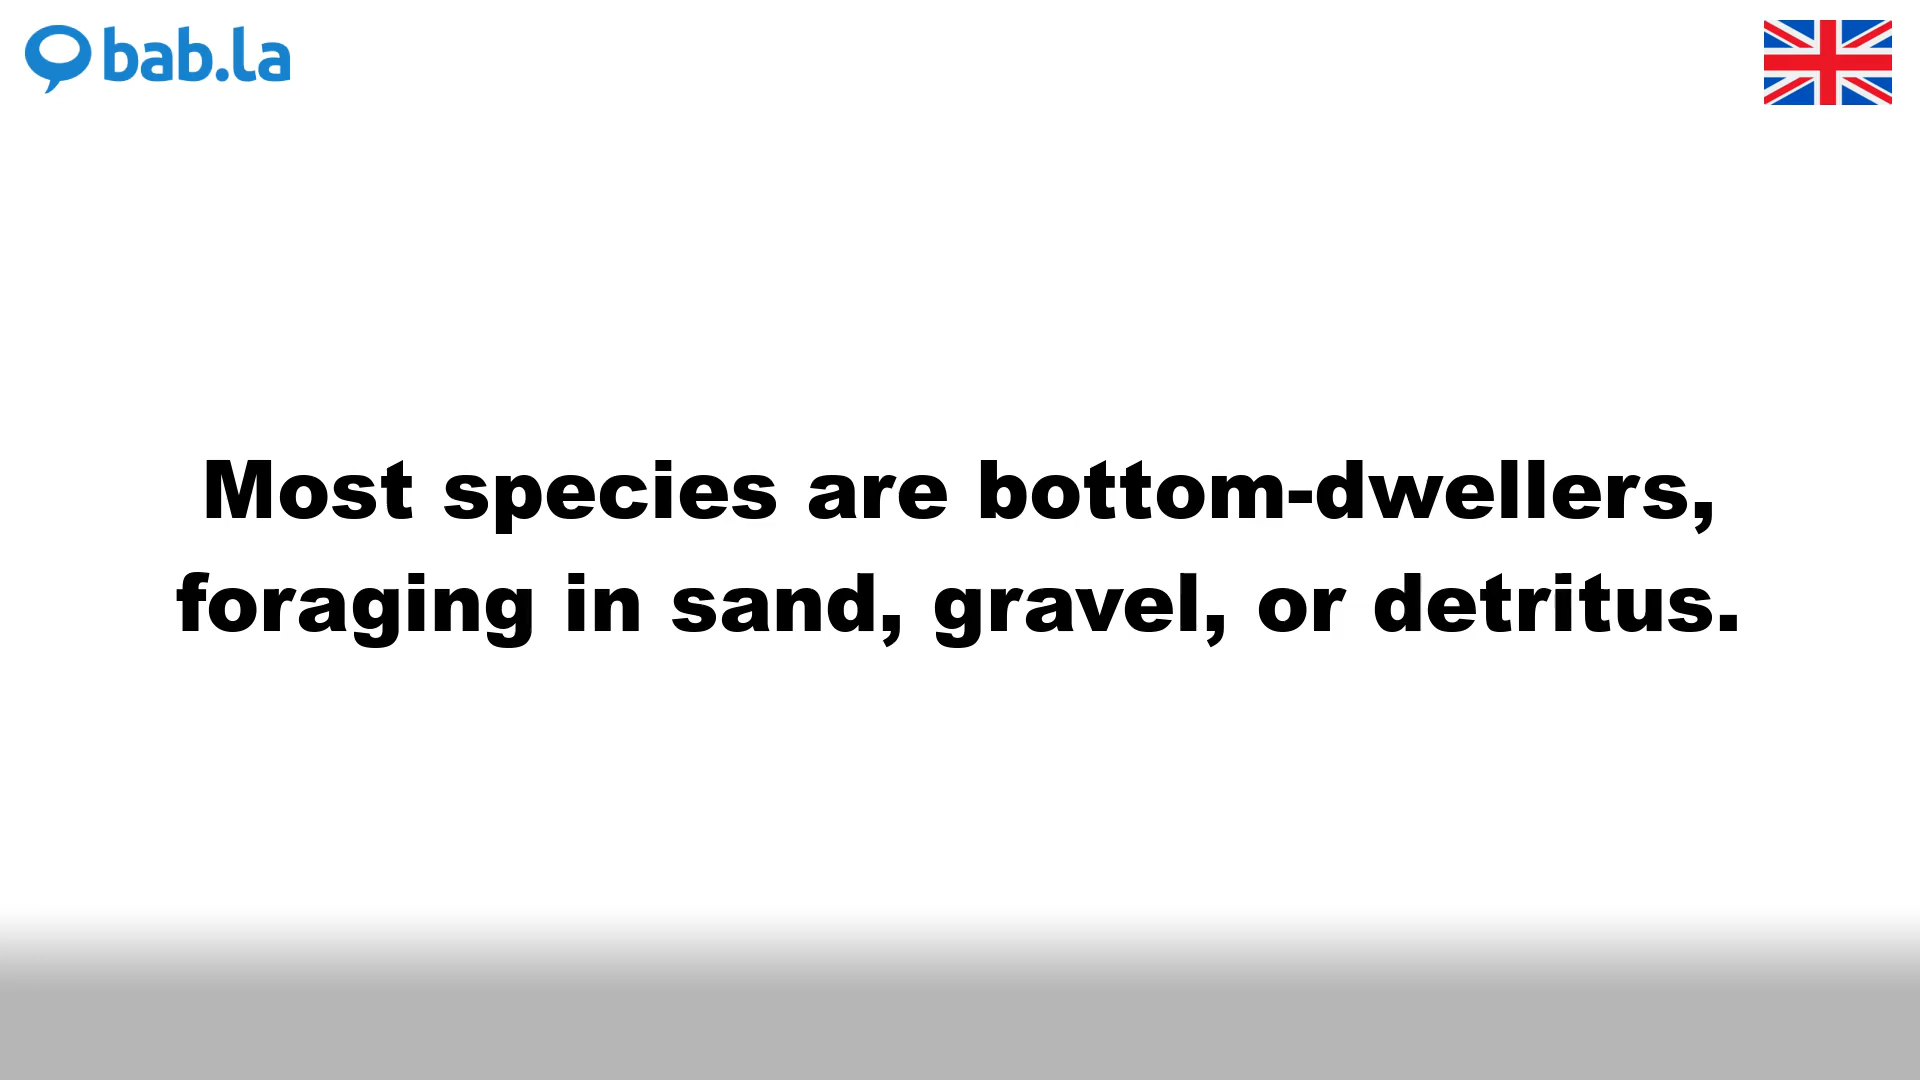 bab.la
Most species are bottom-dwellers,
foraging in sand, gravel, or detritus.